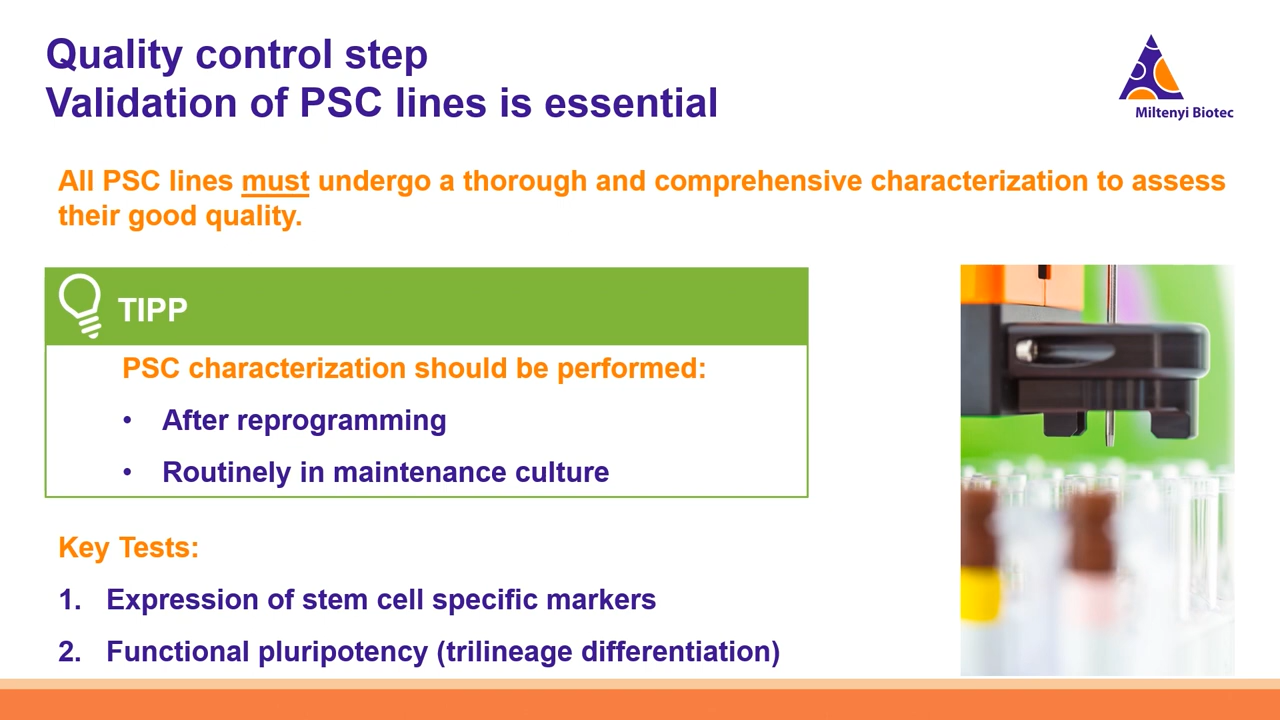 Quality control step
Validation of PSC lines is essential
Miltenyi Biotec
All PSC lines must undergo a thorough and comprehensive characterization to assess
their good quality.
TIPP
PSC characterization should be performed:
• After reprogramming
• Routinely in maintenance culture
Key Tests:
1. Expression of stem cell specific markers
2. Functional pluripotency (trilineage differentiation)